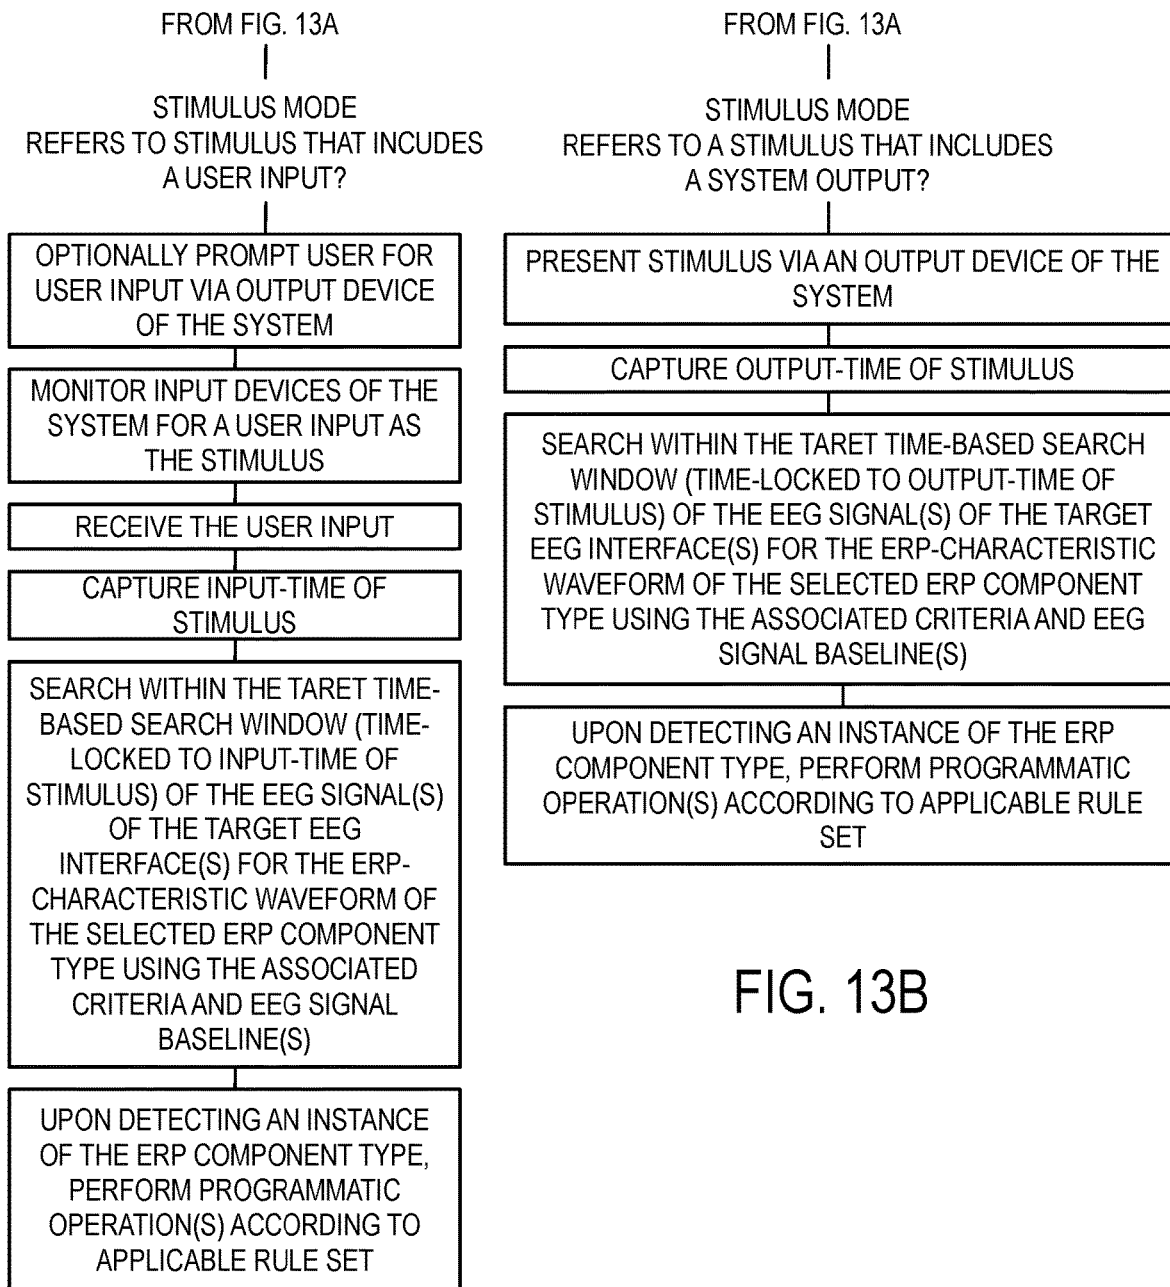 FROM FIG. 13A
STIMULUS MODE
REFERS TO STIMULUS THAT INCUDES
A USER INPUT?
OPTIONALLY PROMPT USER FOR
USER INPUT VIA OUTPUT DEVICE
OF THE SYSTEM
MONITOR INPUT DEVICES OF THE
SYSTEM FOR A USER INPUT AS
THE STIMULUS
RECEIVE THE USER INPUT
CAPTURE INPUT-TIME OF
STIMULUS
SEARCH WITHIN THE TARET TIME-
BASED SEARCH WINDOW (TIME-
LOCKED TO INPUT-TIME OF
STIMULUS) OF THE EEG SIGNAL(S)
OF THE TARGET EEG
INTERFACE(S) FOR THE ERP-
CHARACTERISTIC WAVEFORM OF
THE SELECTED ERP COMPONENT
TYPE USING THE ASSOCIATED
CRITERIA AND EEG SIGNAL
BASELINE(S)
UPON DETECTING AN INSTANCE
OF THE ERP COMPONENT TYPE,
PERFORM PROGRAMMATIC
OPERATION(S) ACCORDING TO
APPLICABLE RULE SET
FROM FIG. 13A
STIMULUS MODE
REFERS TO A STIMULUS THAT INCLUDES
A SYSTEM OUTPUT?
PRESENT STIMULUS VIA AN OUTPUT DEVICE OF THE
SYSTEM
CAPTURE OUTPUT-TIME OF STIMULUS
SEARCH WITHIN THE TARET TIME-BASED SEARCH
WINDOW (TIME-LOCKED TO OUTPUT-TIME OF
STIMULUS) OF THE EEG SIGNAL(S) OF THE TARGET
EEG INTERFACE(S) FOR THE ERP-CHARACTERISTIC
WAVEFORM OF THE SELECTED ERP COMPONENT
TYPE USING THE ASSOCIATED CRITERIA AND EEG
SIGNAL BASELINE(S)
UPON DETECTING AN INSTANCE OF THE ERP
COMPONENT TYPE, PERFORM PROGRAMMATIC
OPERATION(S) ACCORDING TO APPLICABLE RULE
SET
FIG. 13B